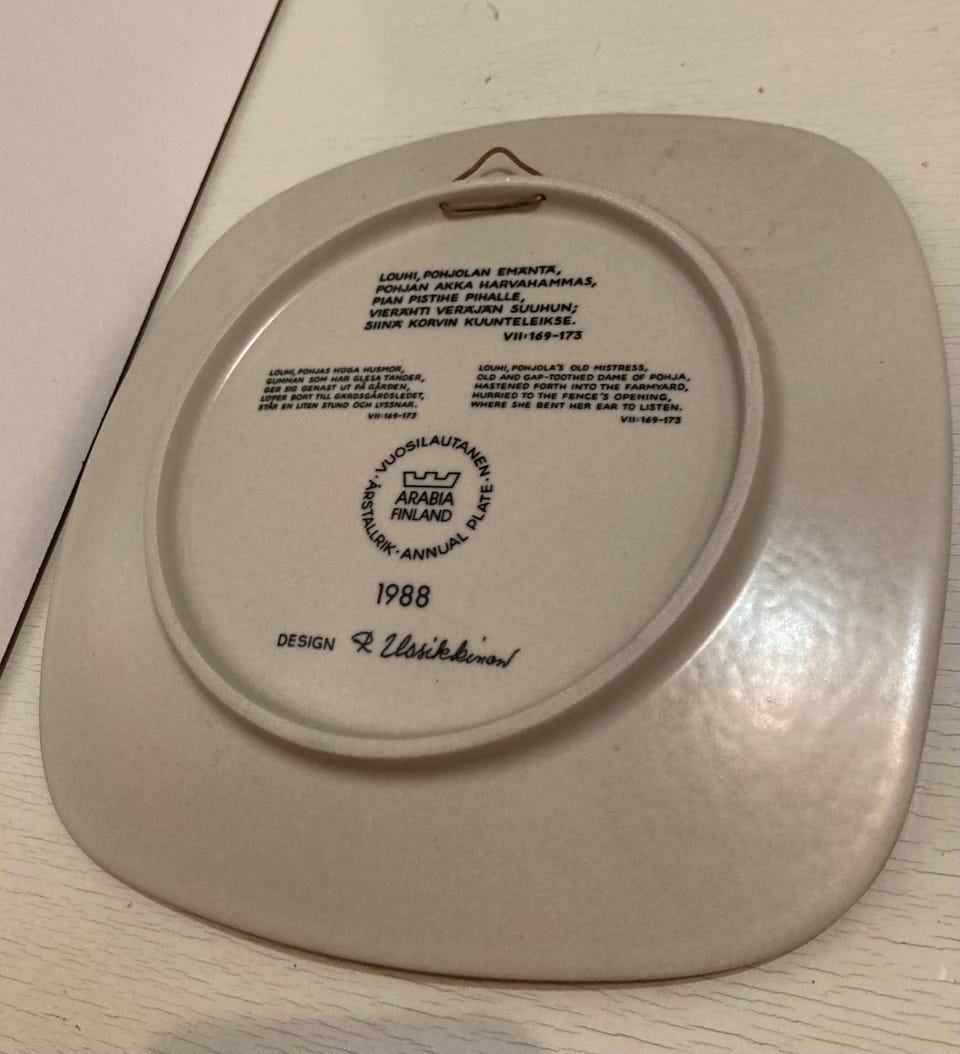 LOUHI, POHJOLAN EMÄNTÄ,
POHJAN AKKA HARVAHAMMAS,
PIAN PISTIHE PIHALLE,
VIERÄHTI VERÄJÄN SUUHUN;
SIINÄ KORVIN KUUNTELEIKSE.
VII:169-173
LOUHI, POHJAS HÖGA HUSMOR,
GUMMAN SOM HAR GLESA TÄNDER,
GER SIG GENAST UT PÅ GÅRDEN,
LÖPER BORT TILL GÄRDSGÅRDSLEDET,
STÅR EN LITEN STUND OCH LYSSNAR.
VII:169-173
LOUHI, POHJOLA'S OLD MISTRESS,
OLD AND GAP-TOOTHED DAME OF POHJA,
HASTENED FORTH INTO THE FARMYARD,
HURRIED TO THE FENCE'S OPENING,
WHERE SHE BENT HER EAR TO LISTEN.
VII:169-173
· VUOSILAUTANEN · ANNUAL PLATE · ÅRSTALLRIK
ARABIA
FINLAND
1988
DESIGN R Uosikkinen